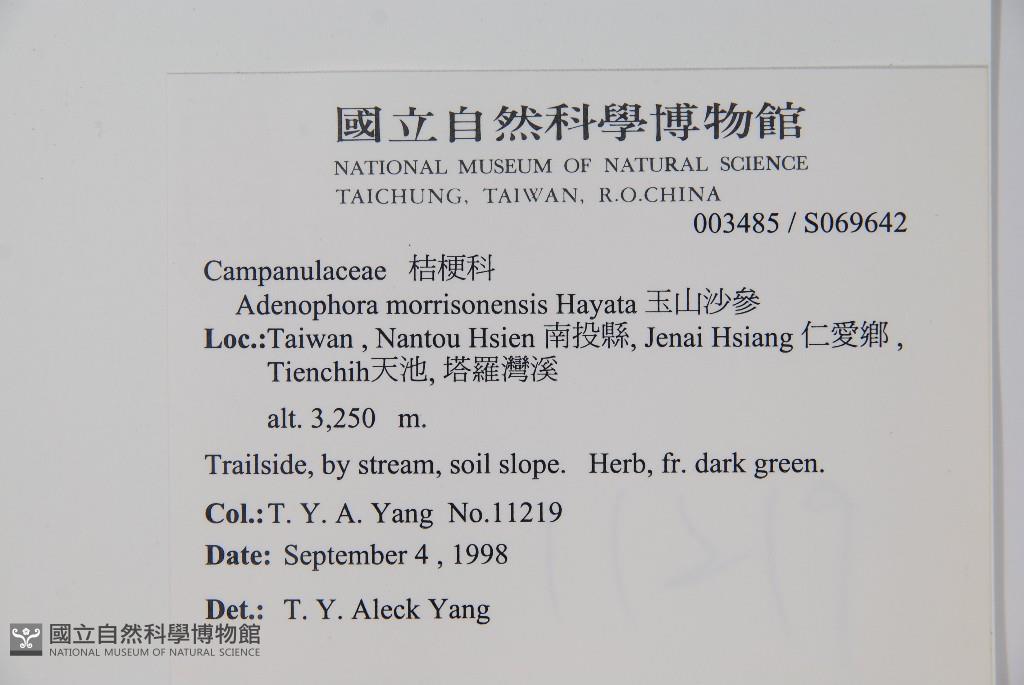 國立自然科學博物館
NATIONAL MUSEUM OF NATURAL SCIENCE
TAICHUNG, TAIWAN, R.O.CHINA
003485 / S069642
Campanulaceae 桔梗科
Adenophora morrisonensis Hayata 玉山沙參
Loc.:Taiwan , Nantou Hsien 南投縣, Jenai Hsiang 仁愛鄉 ,
Tienchih天池, 塔羅灣溪
alt. 3,250 m.
Trailside, by stream, soil slope. Herb, fr. dark green.
Col.: T. Y. A. Yang No.11219
Date: September 4 , 1998
Det.: T. Y. Aleck Yang
國立自然科學博物館
NATIONAL MUSEUM OF NATURAL SCIENCE